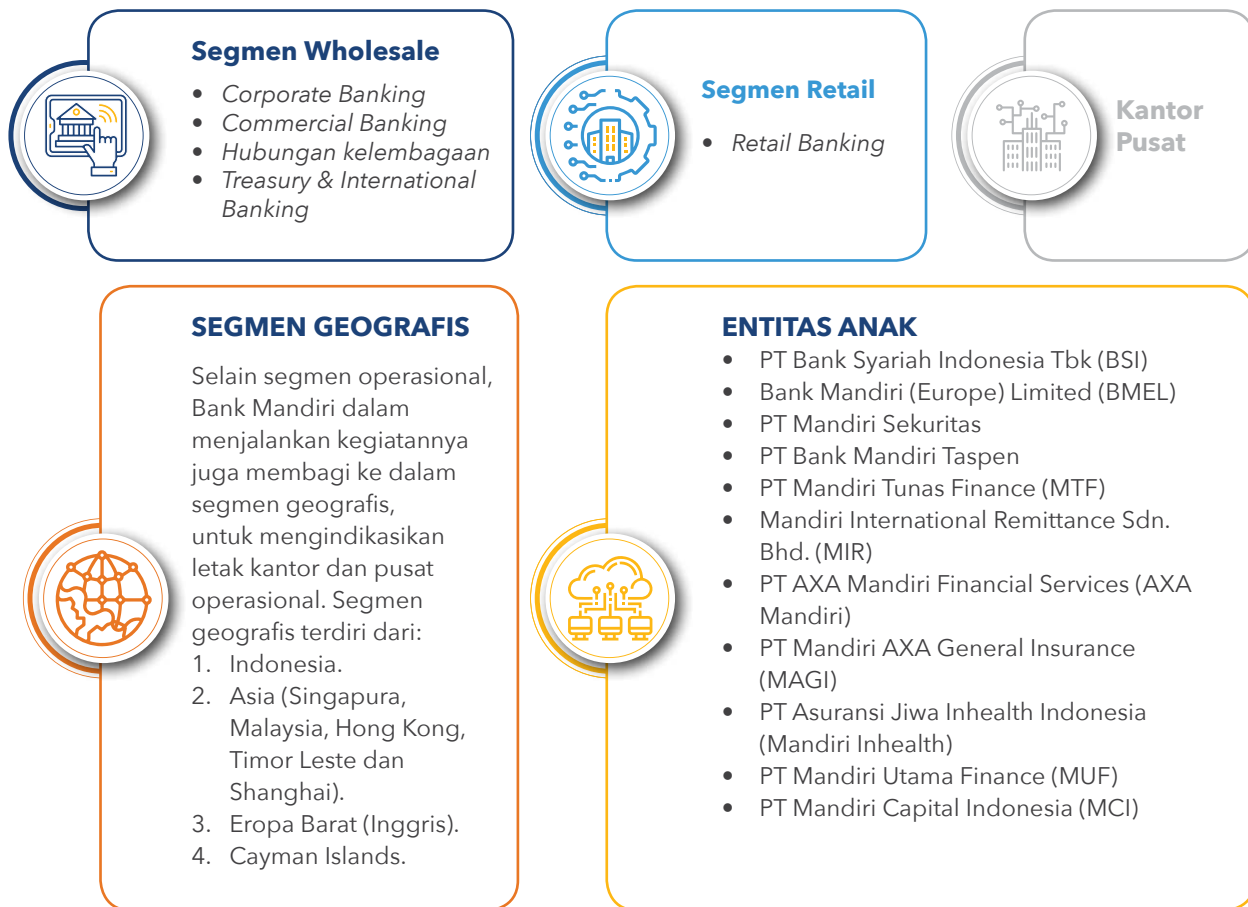 Segmen Wholesale
• Corporate Banking
• Commercial Banking
• Hubungan kelembagaan
• Treasury & International
Banking
Segmen Retail
• Retail Banking
Kantor
Pusat
SEGMEN GEOGRAFIS
Selain segmen operasional,
Bank Mandiri dalam
menjalankan kegiatannya
juga membagi ke dalam
segmen geografis,
untuk mengindikasikan
letak kantor dan pusat
operasional. Segmen
geografis terdiri dari:
1. Indonesia.
2. Asia (Singapura,
Malaysia, Hong Kong,
Timor Leste dan
Shanghai).
3. Eropa Barat (Inggris).
4. Cayman Islands.
ENTITAS ANAK
• PT Bank Syariah Indonesia Tbk (BSI)
• Bank Mandiri (Europe) Limited (BMEL)
• PT Mandiri Sekuritas
• PT Bank Mandiri Taspen
• PT Mandiri Tunas Finance (MTF)
• Mandiri International Remittance Sdn.
Bhd. (MIR)
• PT AXA Mandiri Financial Services (AXA
Mandiri)
• PT Mandiri AXA General Insurance
(MAGI)
• PT Asuransi Jiwa Inhealth Indonesia
(Mandiri Inhealth)
• PT Mandiri Utama Finance (MUF)
• PT Mandiri Capital Indonesia (MCI)